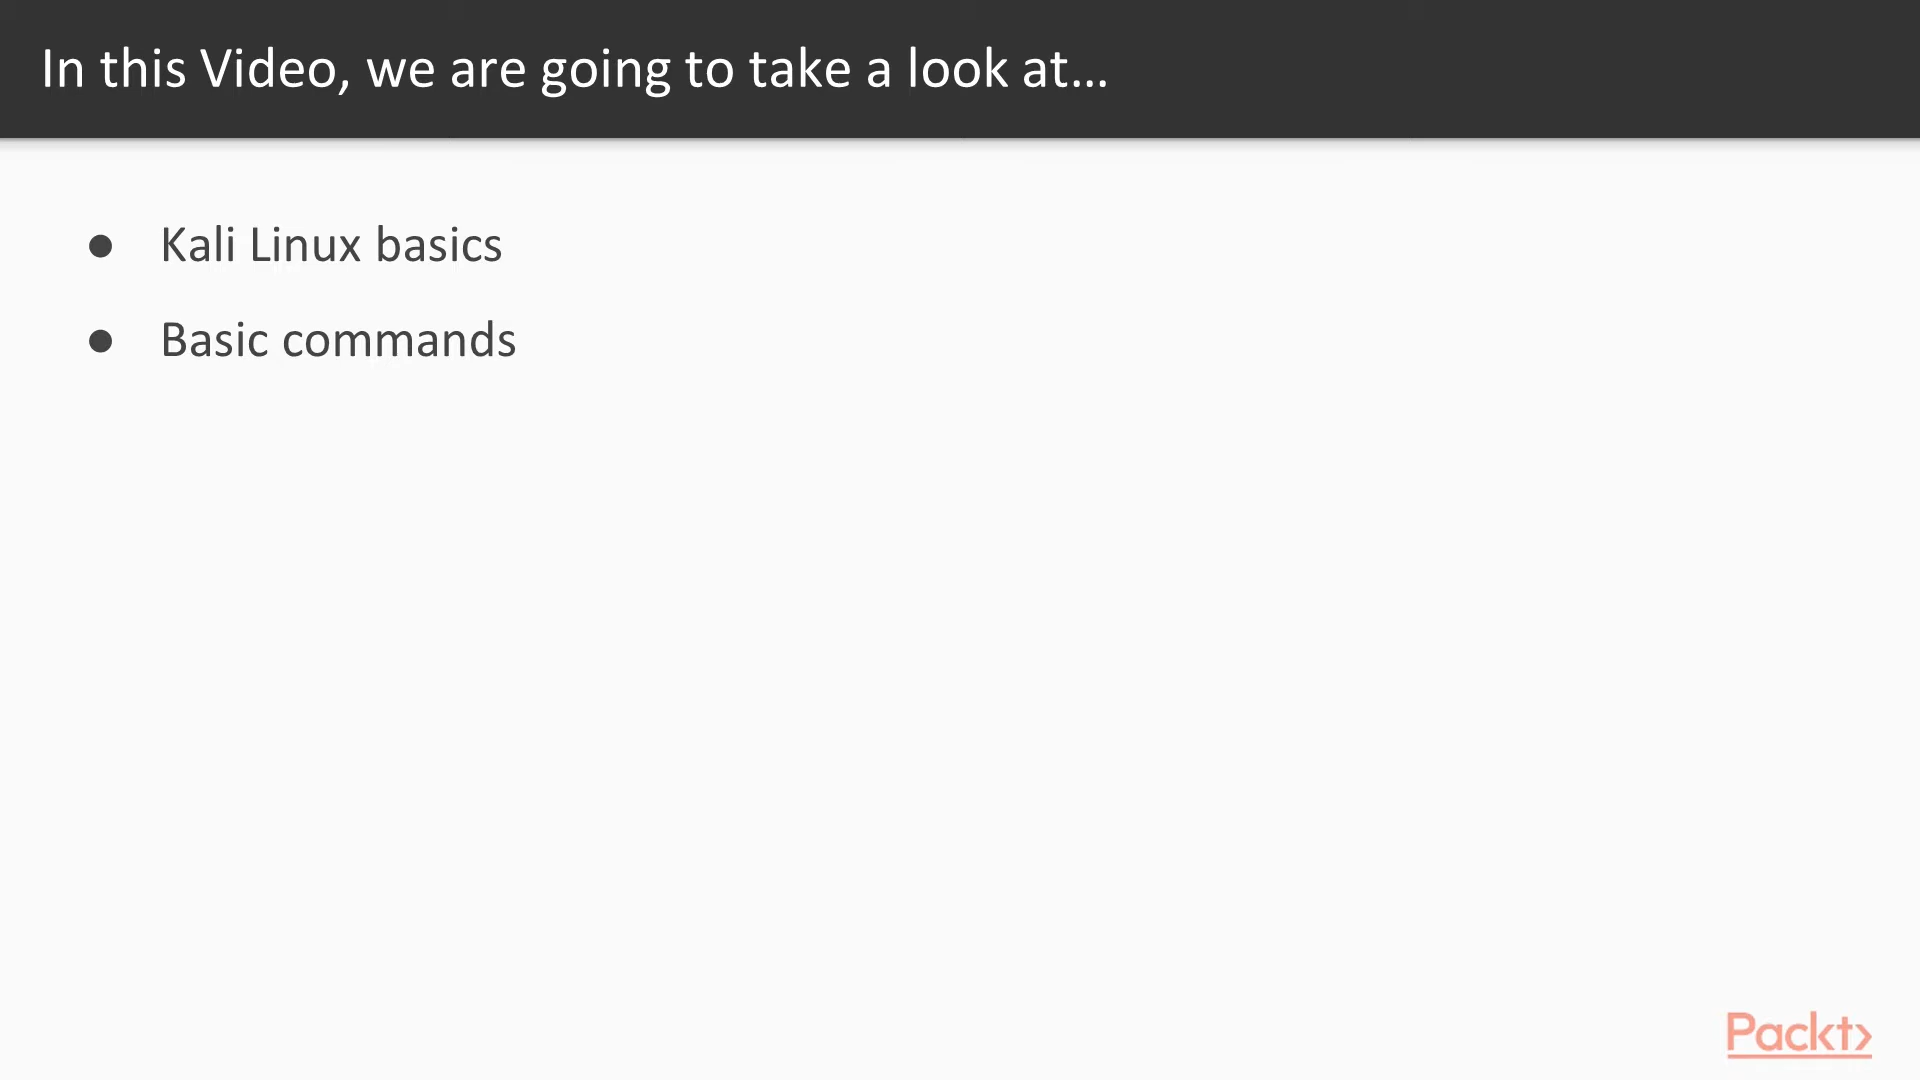 In this Video, we are going to take a look at...
● Kali Linux basics
● Basic commands
Packt>